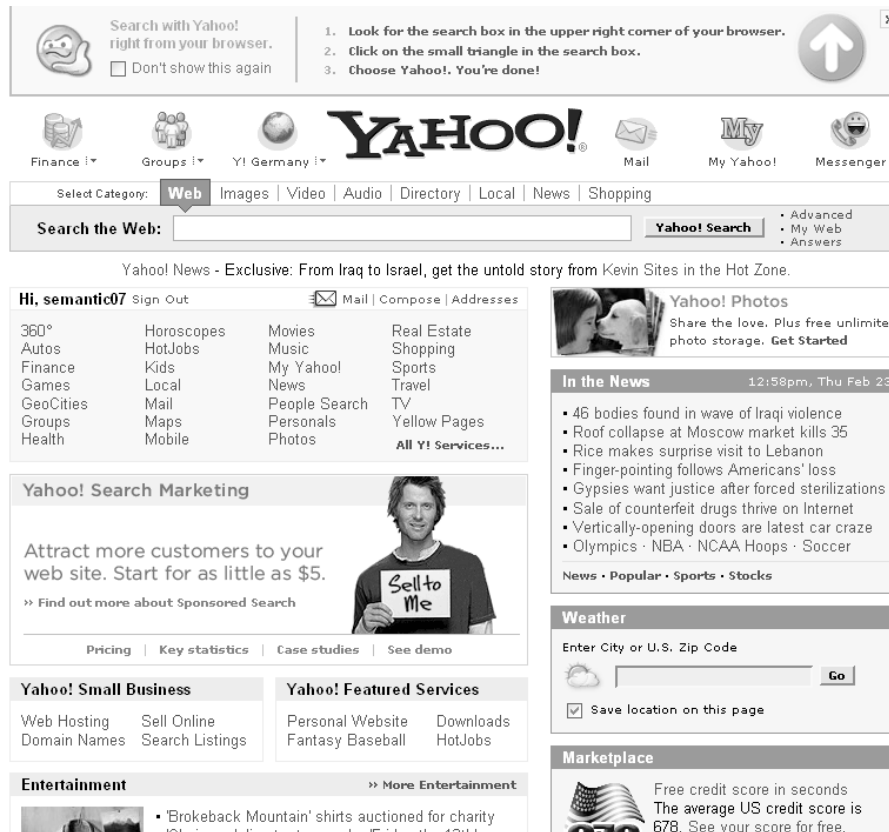 Search with Yahoo!
right from your browser.
Don't show this again
1. Look for the search box in the upper right corner of your browser.
2. Click on the small triangle in the search box.
3. Choose Yahoo!. You're done!
Finance
Groups
Y! Germany
YAHOO!
Mail
My
My Yahoo!
Messenger
Select Category: Web Images | Video | Audio | Directory | Local | News | Shopping
Search the Web:
Yahoo! Search
• Advanced
• My Web
• Answers
Yahoo! News - Exclusive: From Iraq to Israel, get the untold story from Kevin Sites in the Hot Zone.
Hi, semantic07 Sign Out
Mail | Compose | Addresses
360° Horoscopes Movies Real Estate
Autos HotJobs Music Shopping
Finance Kids My Yahoo! Sports
Games Local News Travel
GeoCities Mail People Search TV
Groups Maps Personals Yellow Pages
Health Mobile Photos All Y! Services...
Yahoo! Search Marketing
Attract more customers to your
web site. Start for as little as $5.
›› Find out more about Sponsored Search
Sell to
Me
Pricing | Key statistics | Case studies | See demo
Yahoo! Small Business
Web Hosting Sell Online
Domain Names Search Listings
Yahoo! Featured Services
Personal Website Downloads
Fantasy Baseball HotJobs
Entertainment
›› More Entertainment
• 'Brokeback Mountain' shirts auctioned for charity
Yahoo! Photos
Share the love. Plus free unlimite
photo storage. Get Started
In the News 12:58pm, Thu Feb 23
• 46 bodies found in wave of Iraqi violence
• Roof collapse at Moscow market kills 35
• Rice makes surprise visit to Lebanon
• Finger-pointing follows Americans' loss
• Gypsies want justice after forced sterilizations
• Sale of counterfeit drugs thrive on Internet
• Vertically-opening doors are latest car craze
• Olympics · NBA · NCAA Hoops · Soccer
News • Popular • Sports • Stocks
Weather
Enter City or U.S. Zip Code
Go
Save location on this page
Marketplace
Free credit score in seconds
The average US credit score is
678. See your score for free.